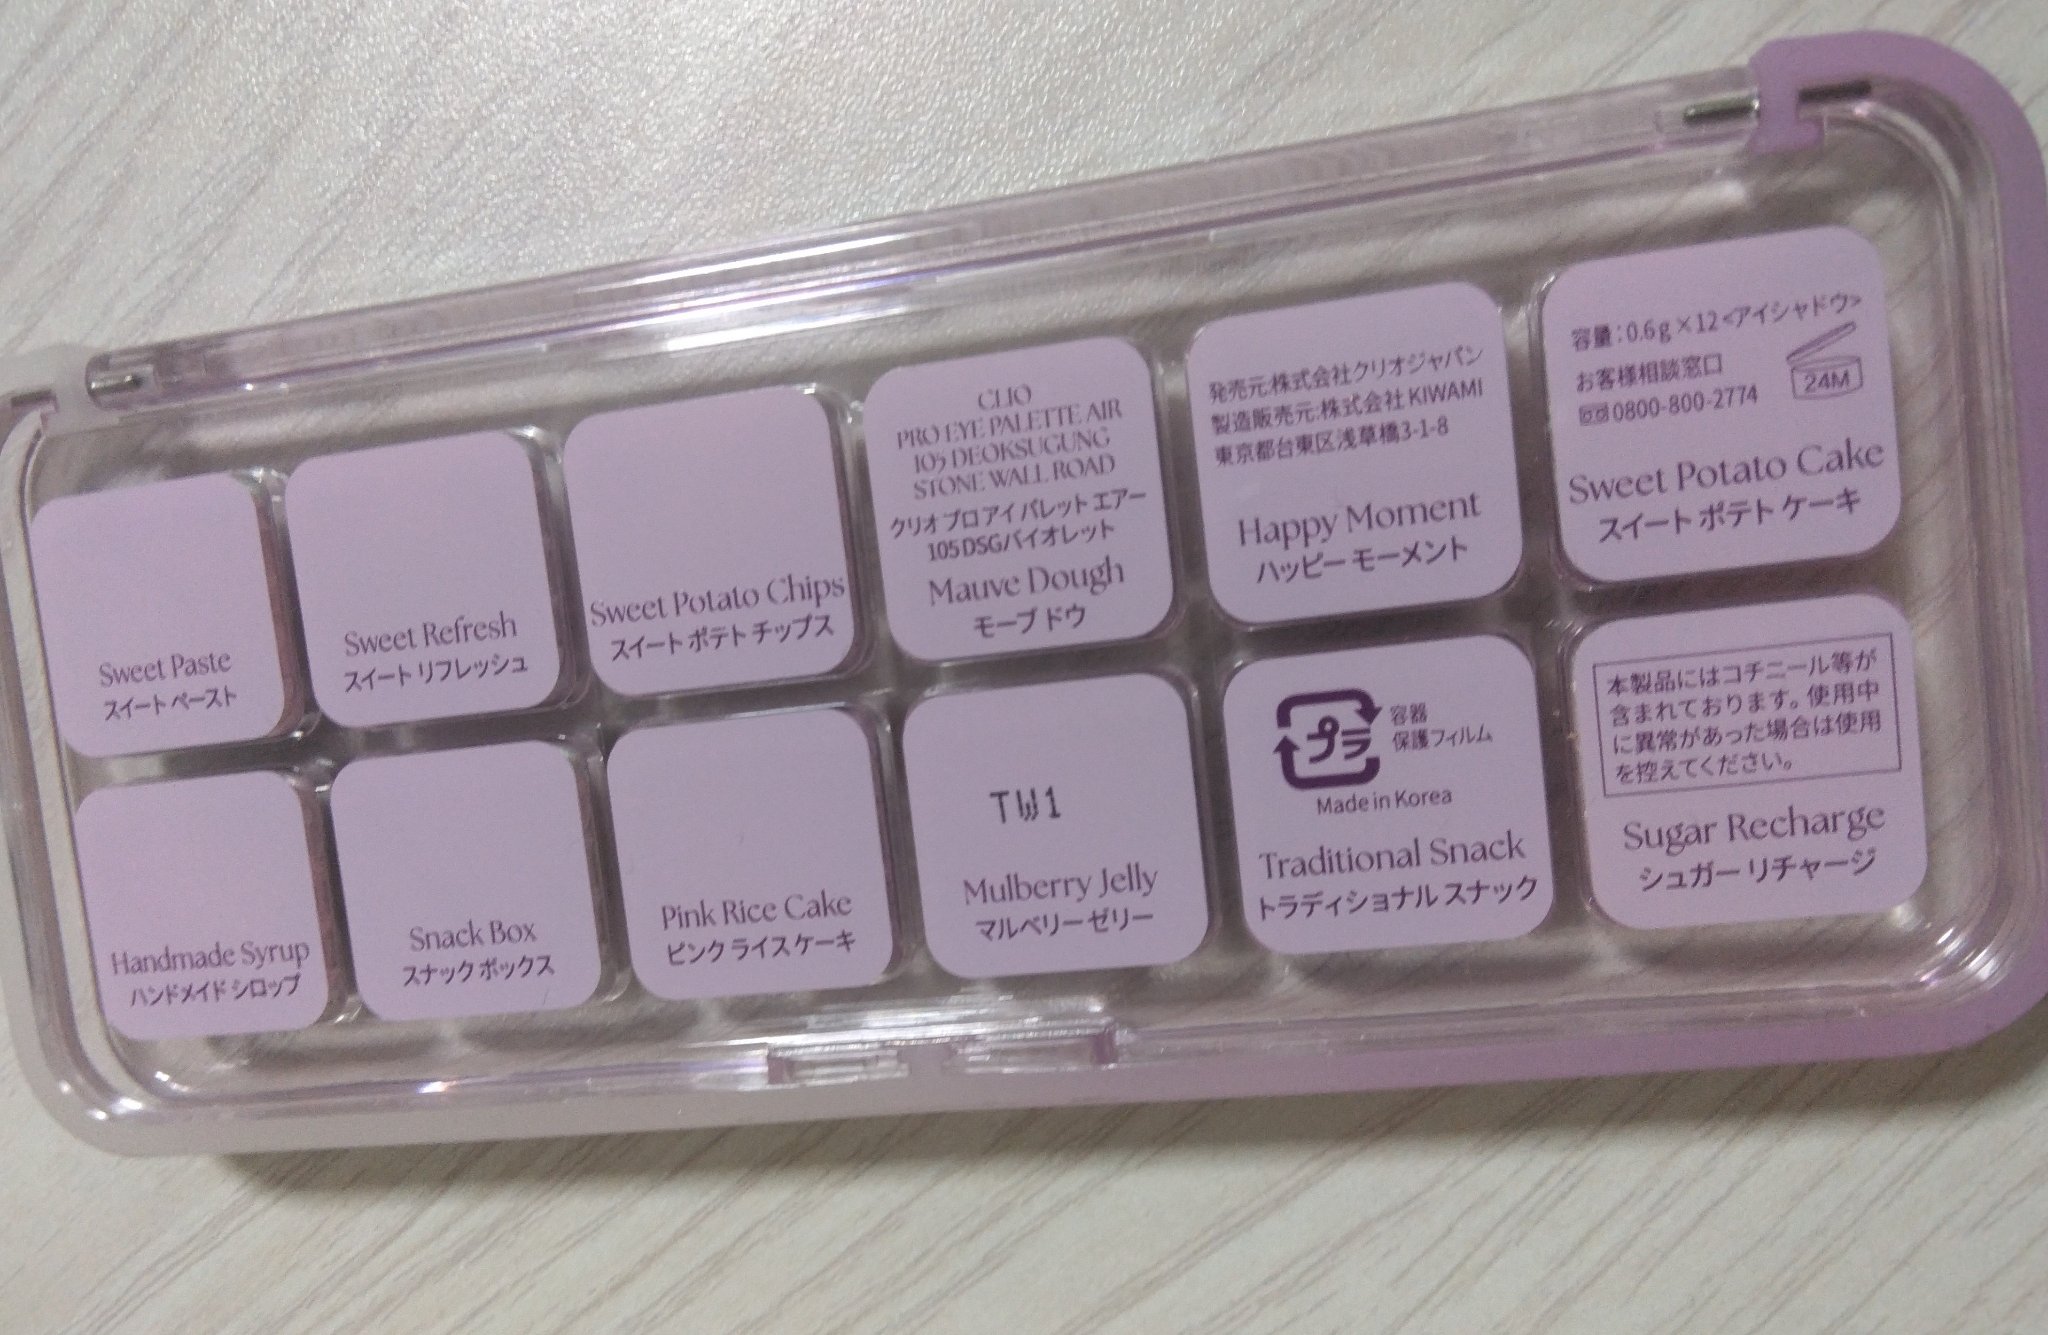 Sweet Paste
スイート ペースト
Sweet Refresh
スイート リフレッシュ
Sweet Potato Chips
スイート ポテト チップス
CLIO
PRO EYE PALETTE AIR
105 DEOKSUGUNG
STONE WALL ROAD
クリオ プロ アイ パレット エアー
105 DSGバイオレット
Mauve Dough
モーブ ドウ
発売元:株式会社クリオジャパン
製造販売元:株式会社 KIWAMI
東京都台東区浅草橋3-1-8
Happy Moment
ハッピー モーメント
容量:0.6g×12<アイシャドウ>
お客様相談窓口
0800-800-2774
24M
Sweet Potato Cake
スイート ポテト ケーキ
Handmade Syrup
ハンドメイド シロップ
Snack Box
スナック ボックス
Pink Rice Cake
ピンク ライス ケーキ
TW1
Mulberry Jelly
マルベリー ゼリー
プラ
容器
保護フィルム
Made in Korea
Traditional Snack
トラディショナル スナック
本製品にはコチニール等が
含まれております。使用中
に異常があった場合は使用
を控えてください。
Sugar Recharge
シュガー リチャージ